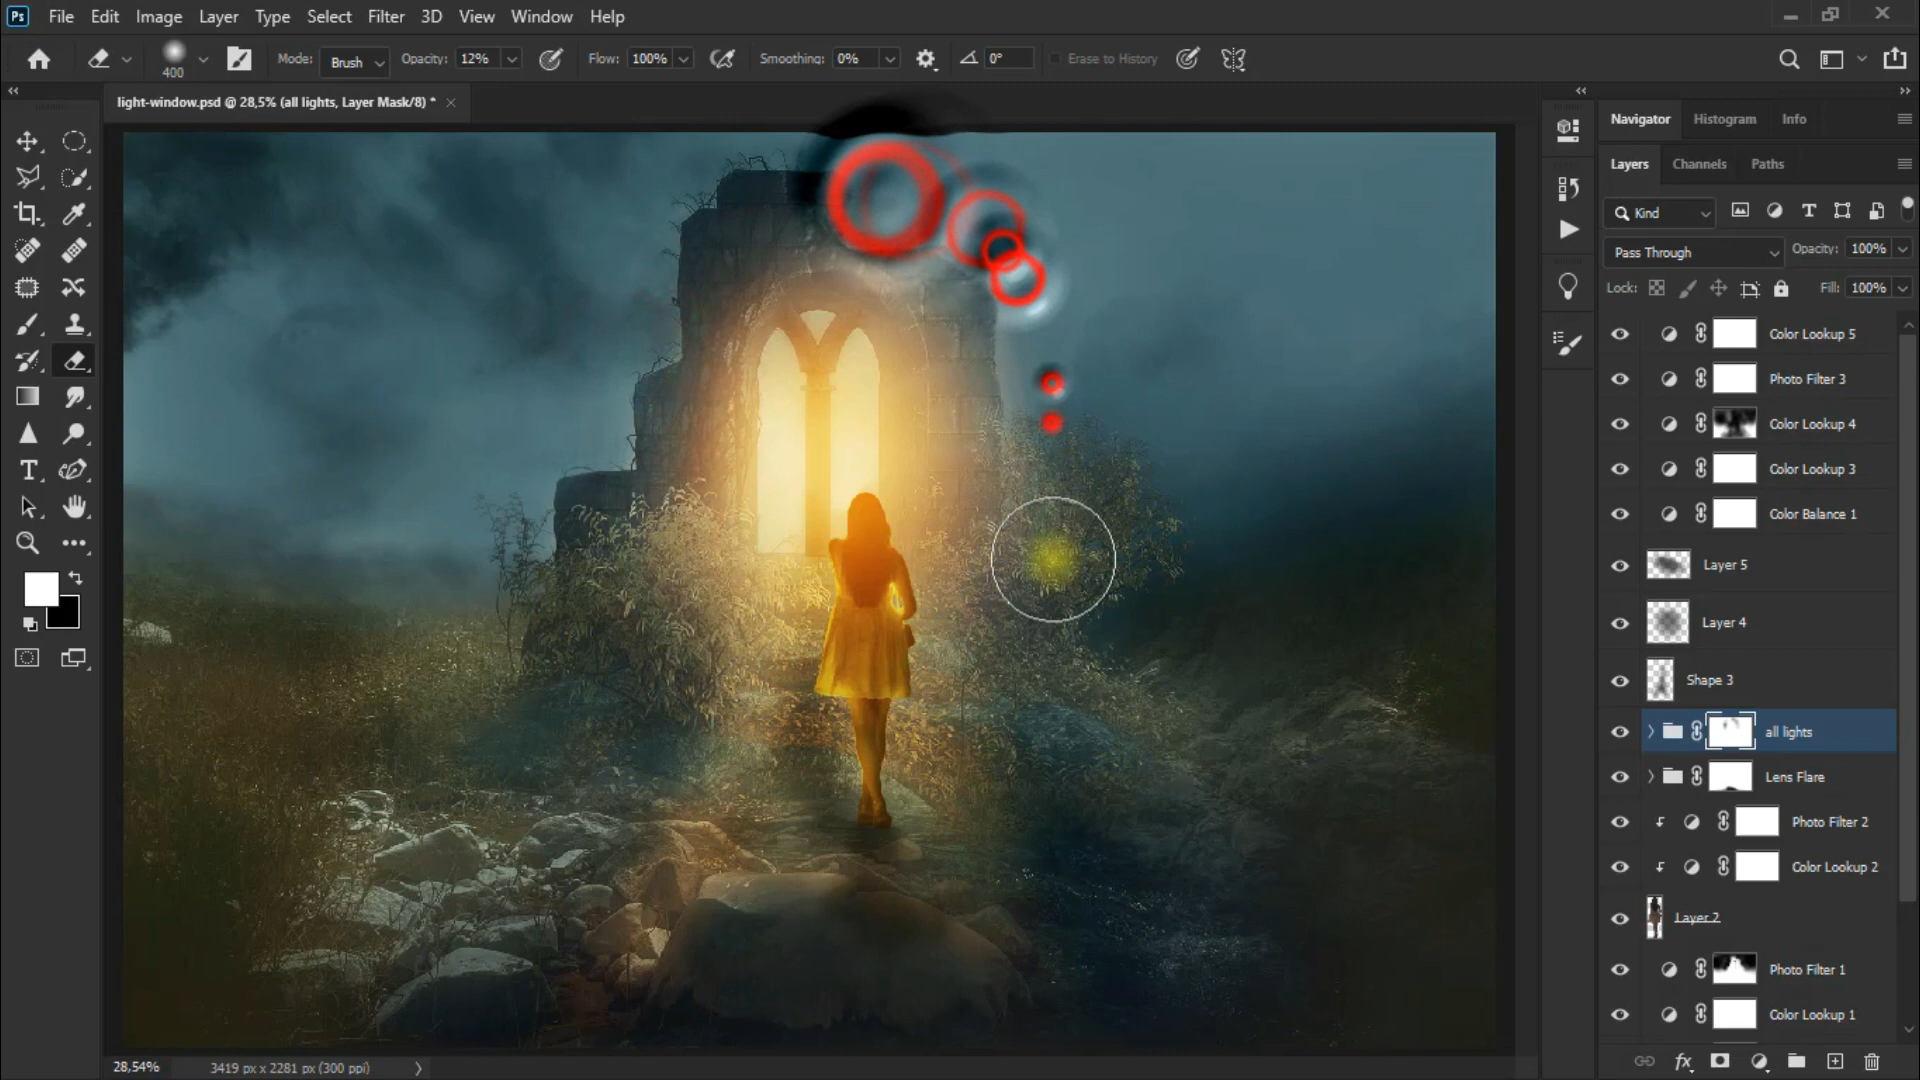 Ps File Edit Image Layer Type Select Filter 3D View Window Help
400 Mode: Brush Opacity: 12% Flow: 100% Smoothing: 0% 0° Erase to History
light-window.psd @ 28,5% (all lights, Layer Mask/8) *
Navigator Histogram Info
Layers Channels Paths
Kind
Pass Through Opacity: 100%
Lock: Fill: 100%
Color Lookup 5
Photo Filter 3
Color Lookup 4
Color Lookup 3
Color Balance 1
Layer 5
Layer 4
Shape 3
all lights
Lens Flare
Photo Filter 2
Color Lookup 2
Layer 2
Photo Filter 1
Color Lookup 1
28,54% 3419 px x 2281 px (300 ppi)
fx